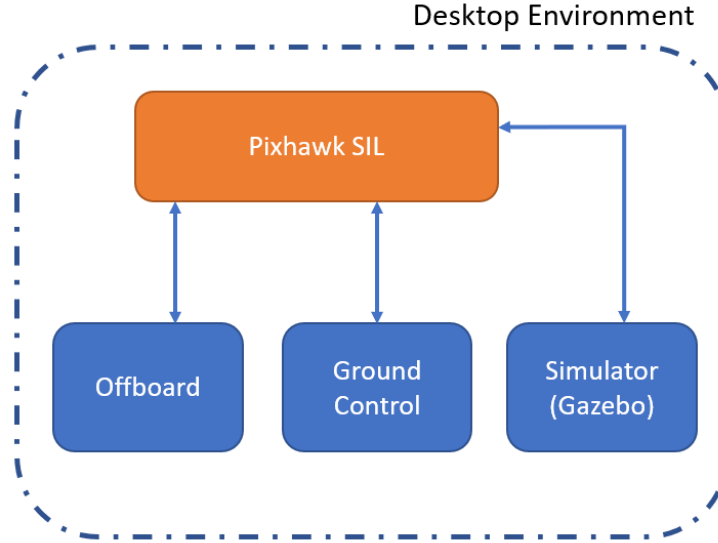 Desktop Environment
Pixhawk SIL
Offboard
Ground
Control
Simulator
(Gazebo)